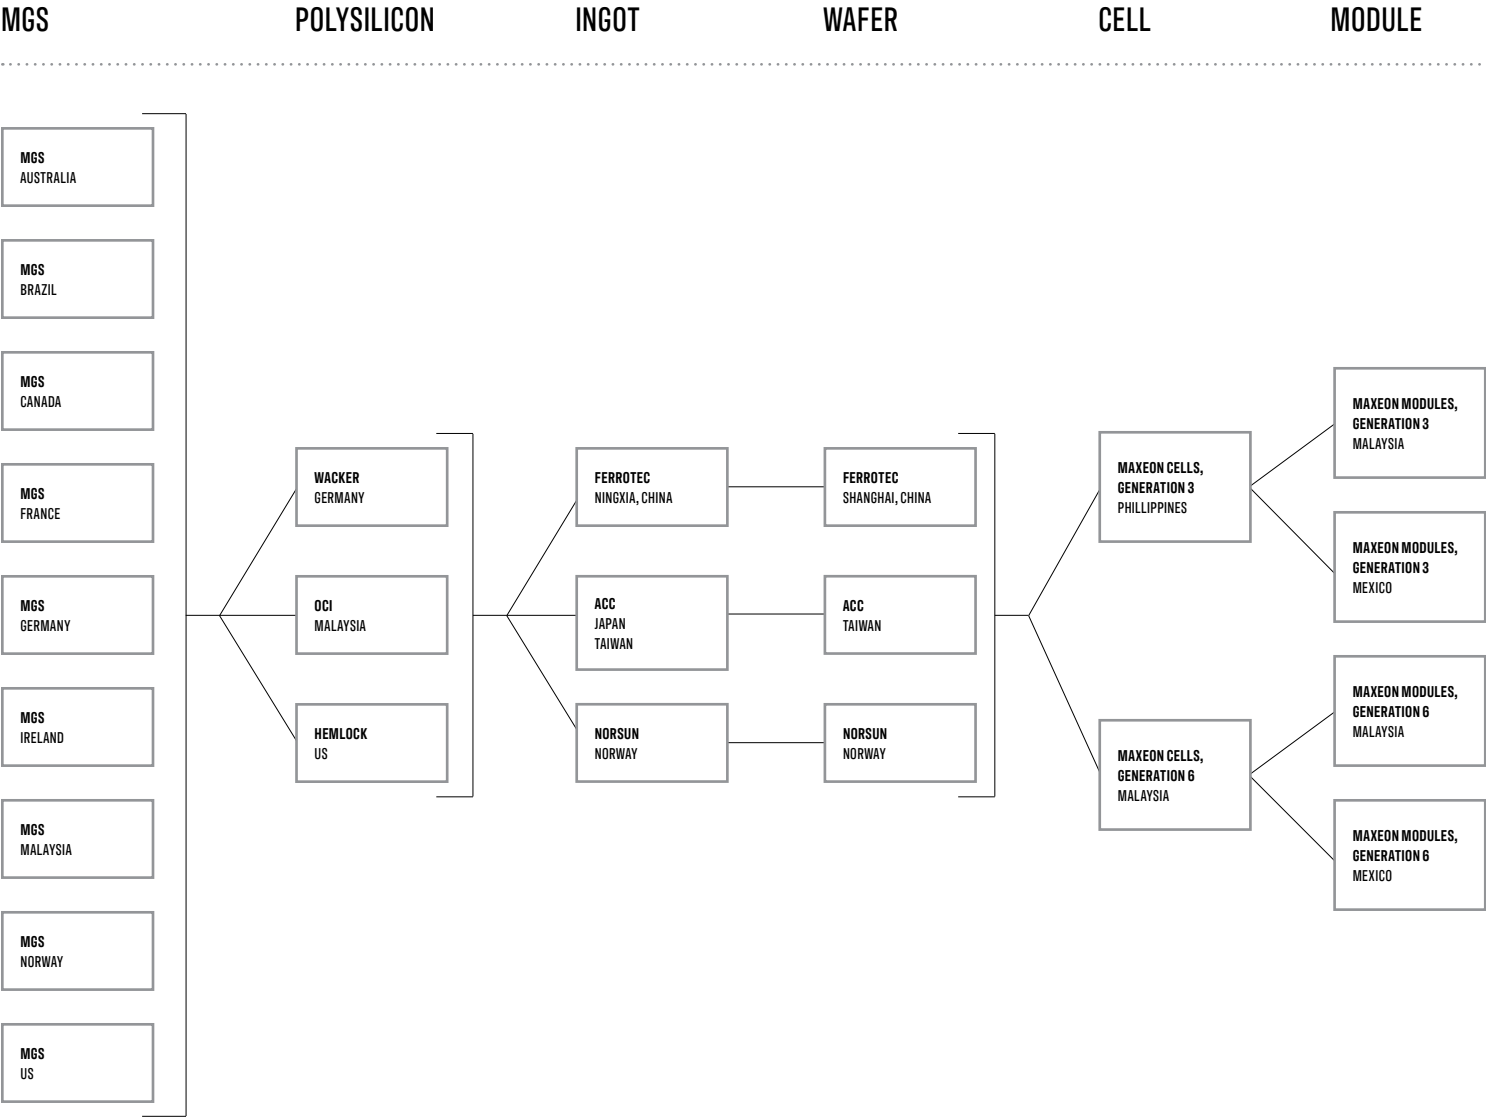 MGS
POLYSILICON
INGOT
WAFER
CELL
MODULE
MGS
AUSTRALIA
MGS
BRAZIL
MGS
CANADA
MGS
FRANCE
MGS
GERMANY
MGS
IRELAND
MGS
MALAYSIA
MGS
NORWAY
MGS
US
WACKER
GERMANY
OCI
MALAYSIA
HEMLOCK
US
FERROTEC
NINGXIA, CHINA
ACC
JAPAN
TAIWAN
NORSUN
NORWAY
FERROTEC
SHANGHAI, CHINA
ACC
TAIWAN
NORSUN
NORWAY
MAXEON CELLS,
GENERATION 3
PHILLIPPINES
MAXEON CELLS,
GENERATION 6
MALAYSIA
MAXEON MODULES,
GENERATION 3
MALAYSIA
MAXEON MODULES,
GENERATION 3
MEXICO
MAXEON MODULES,
GENERATION 6
MALAYSIA
MAXEON MODULES,
GENERATION 6
MEXICO